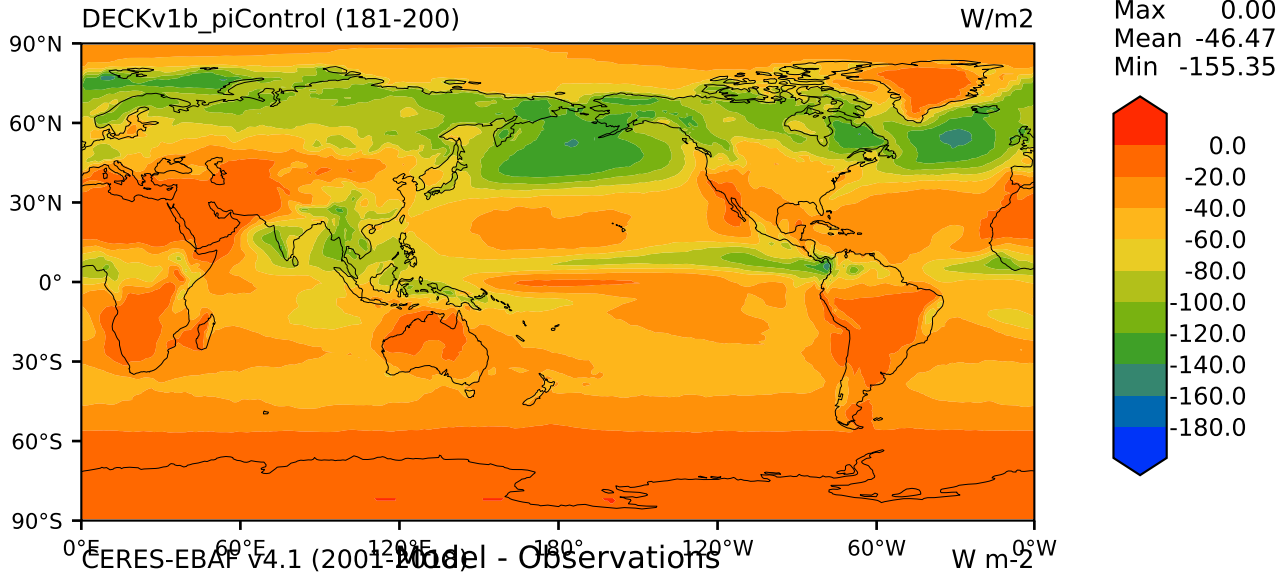 DECKv1b_piControl (181-200) W/m2
Max 0.00
Mean -46.47
Min -155.35
90°N
60°N
30°N
0°
30°S
60°S
90°S
0.0
-20.0
-40.0
-60.0
-80.0
-100.0
-120.0
-140.0
-160.0
-180.0
0°E 60°E 120°E 180° 120°W 60°W 0°W
CERES-EBAF v4.1 (2001-2018) Model - Observations W m-2